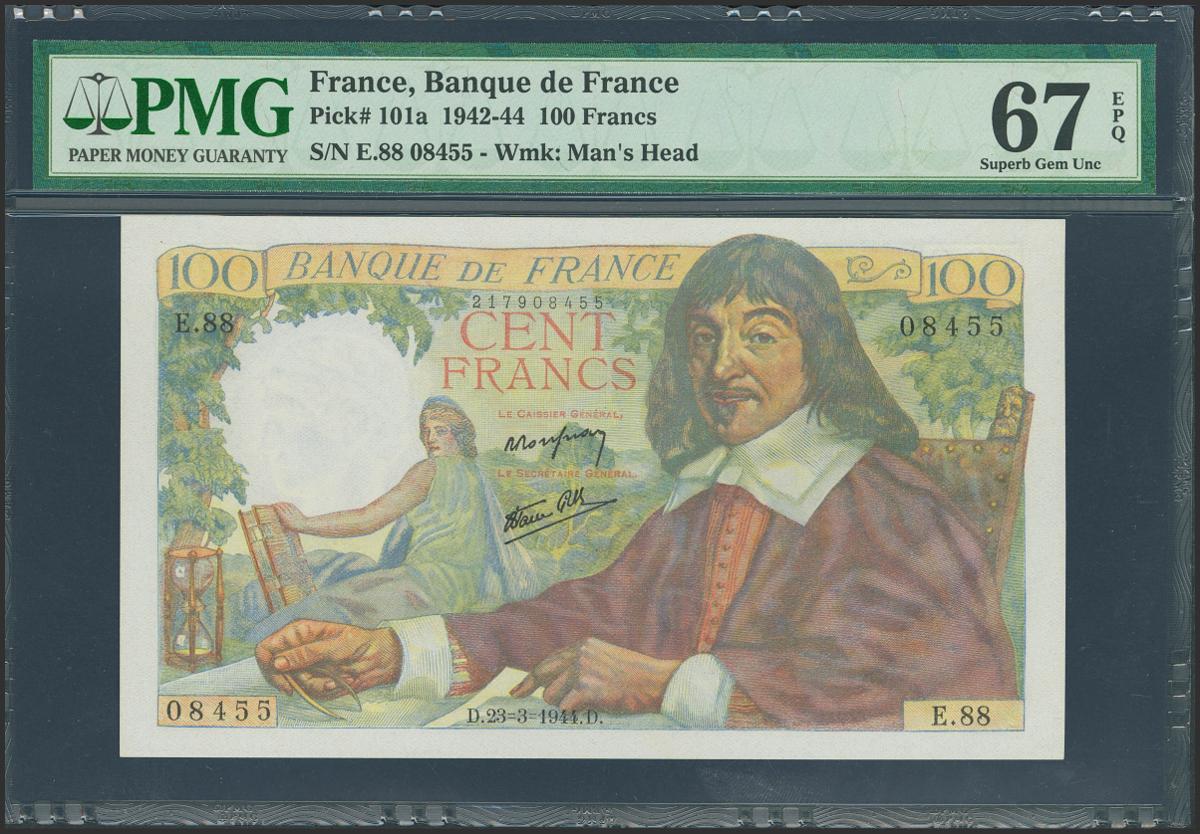 PMG
PAPER MONEY GUARANTY
France, Banque de France
Pick# 101a 1942-44 100 Francs
S/N E.88 08455 - Wmk: Man's Head
67 EPQ
Superb Gem Unc
100 BANQUE DE FRANCE 100
217908455
E.88 08455
CENT
FRANCS
LE CAISSIER GÉNÉRAL,
LE SECRÉTAIRE GÉNÉRAL,
08455 D.23=3=1944.D. E.88
PMG PMG